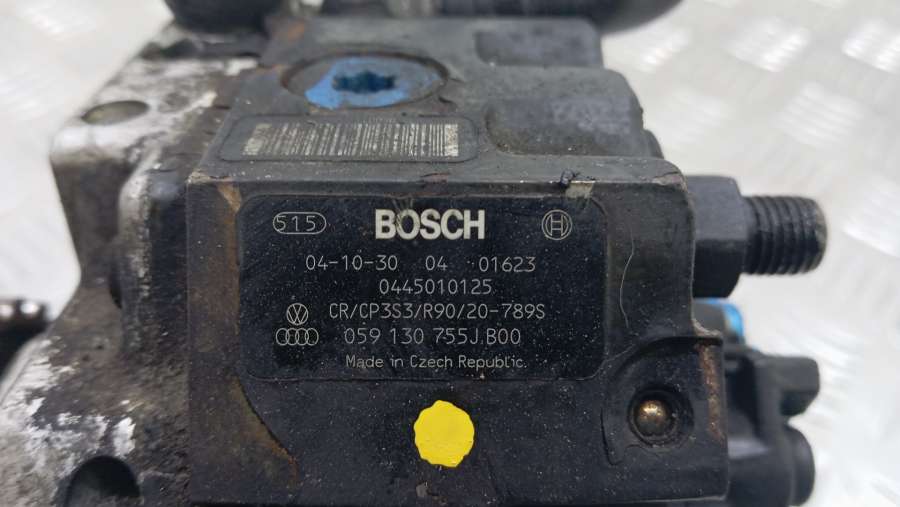 515 BOSCH
04-10-30 04 01623
0445010125
CR/CP3S3/R90/20-789S
059 130 755J B00
Made in Czech Republic.